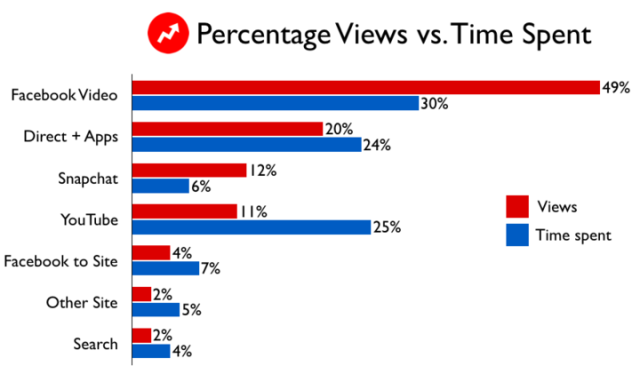 Percentage Views vs. Time Spent
Facebook Video
49%
30%
Direct + Apps
20%
24%
Snapchat
12%
6%
YouTube
11%
25%
Facebook to Site
4%
7%
Other Site
2%
5%
Search
2%
4%
Views
Time spent